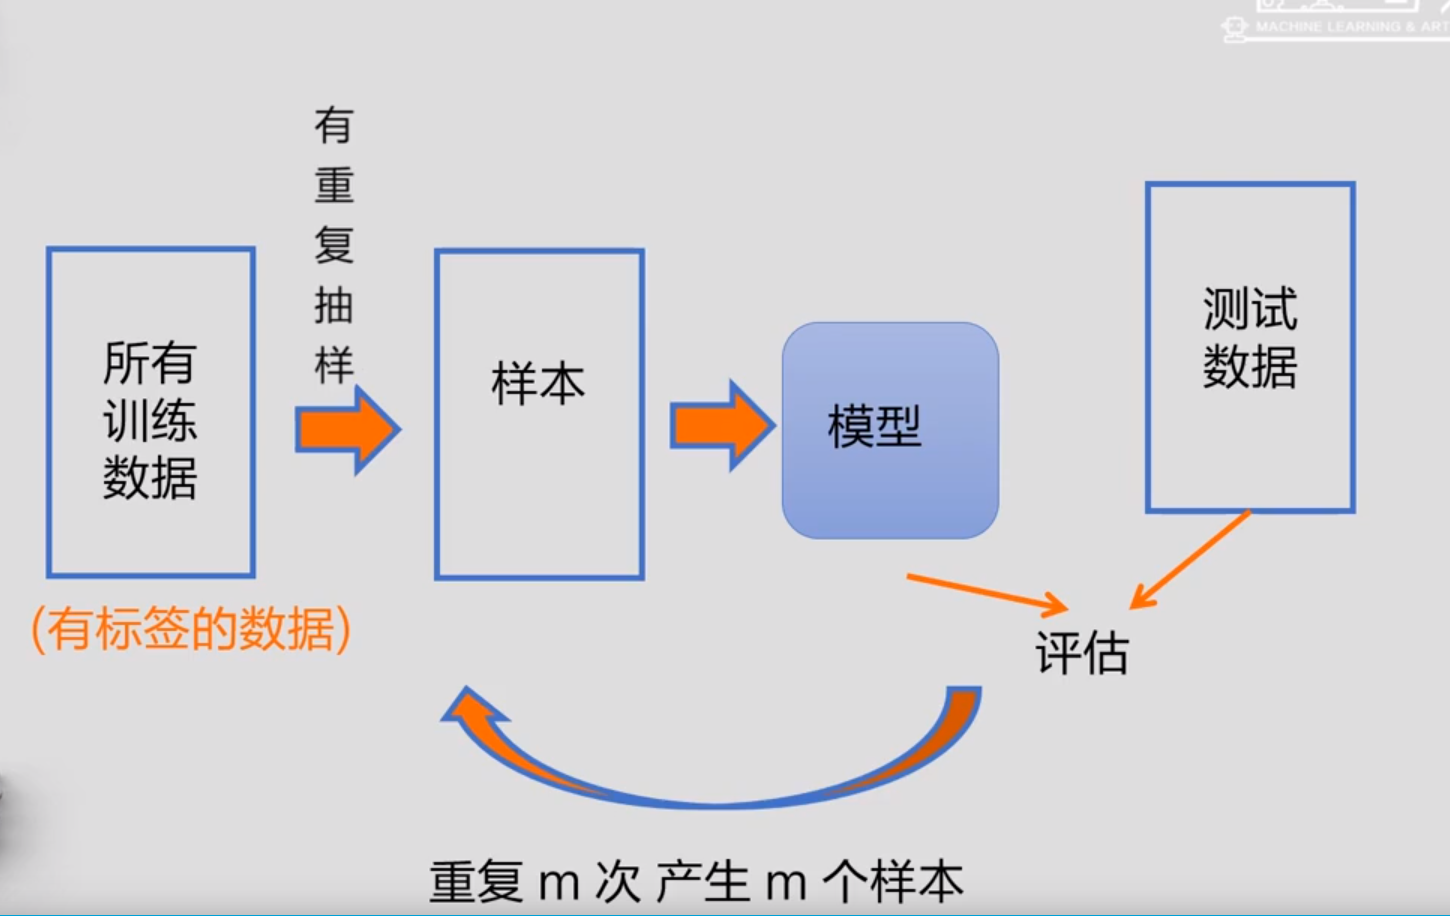 MACHINE LEARNING & ART
有
重
复
抽
样
所有
训练
数据
(有标签的数据)
样本
模型
测试
数据
评估
重复 m 次 产生 m 个样本